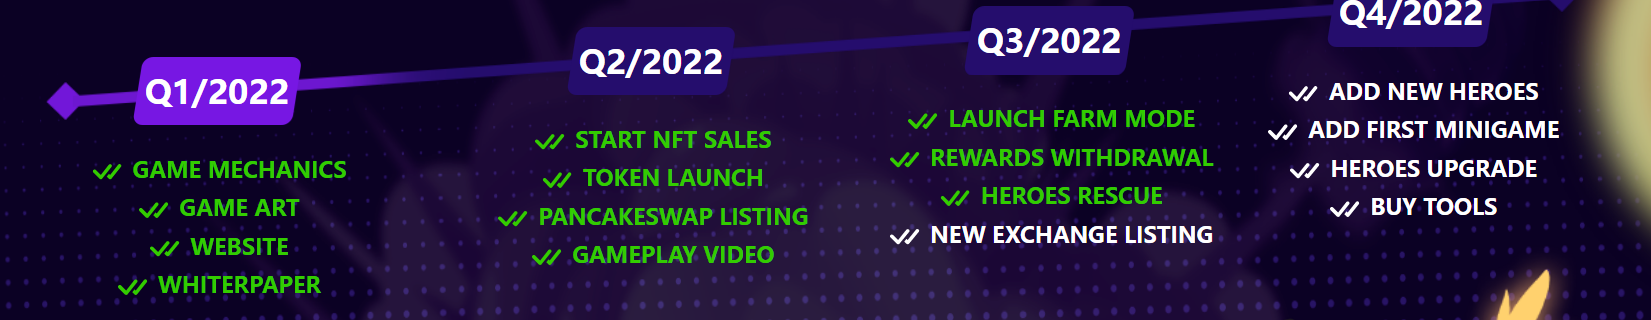 Q1/2022
GAME MECHANICS
GAME ART
WEBSITE
WHITERPAPER
Q2/2022
START NFT SALES
TOKEN LAUNCH
PANCAKESWAP LISTING
GAMEPLAY VIDEO
Q3/2022
LAUNCH FARM MODE
REWARDS WITHDRAWAL
HEROES RESCUE
NEW EXCHANGE LISTING
Q4/2022
ADD NEW HEROES
ADD FIRST MINIGAME
HEROES UPGRADE
BUY TOOLS